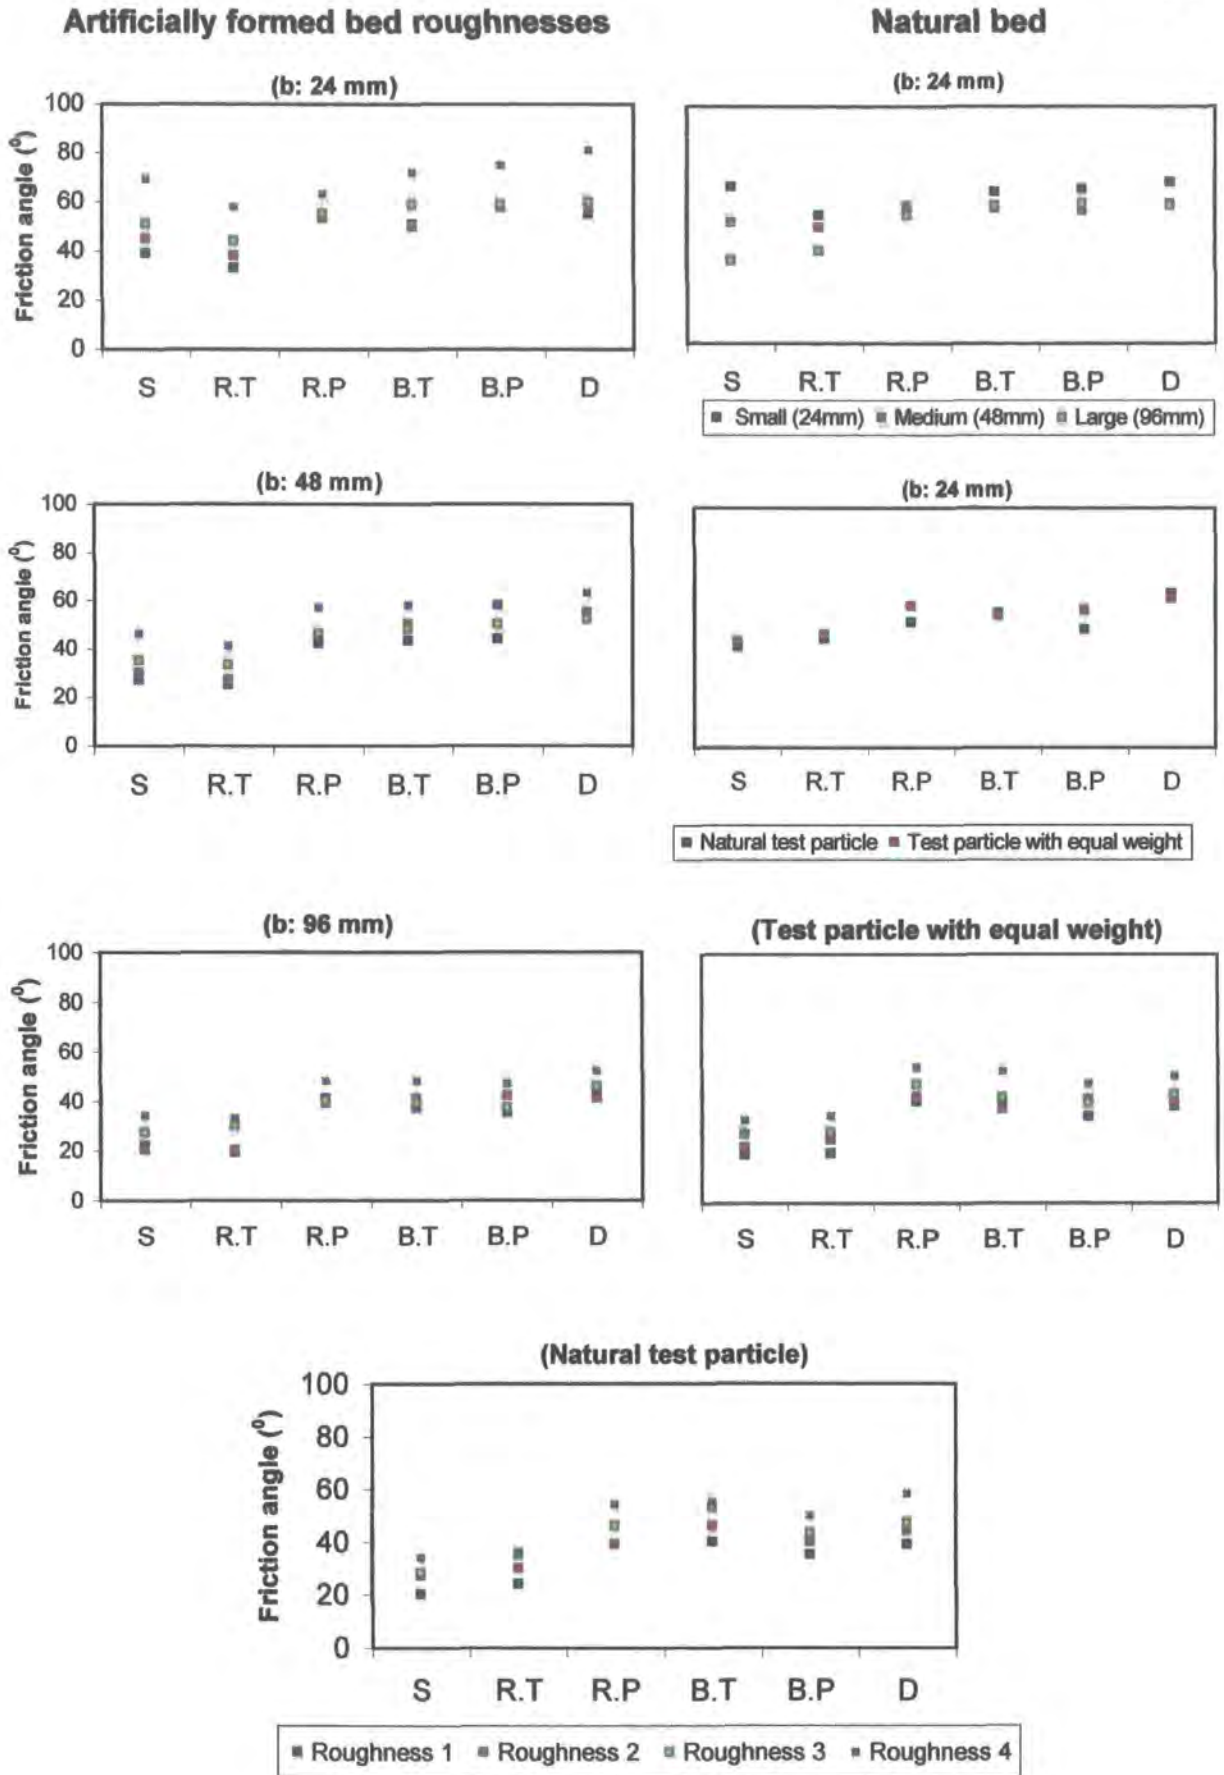 Artificially formed bed roughnesses
Natural bed
(b: 24 mm)
100
80
60
40
20
0
Friction angle (⁰)
S R.T R.P B.T B.P D
(b: 24 mm)
S R.T R.P B.T B.P D
Small (24mm) Medium (48mm) Large (96mm)
(b: 48 mm)
100
80
60
40
20
0
Friction angle (⁰)
S R.T R.P B.T B.P D
(b: 24 mm)
S R.T R.P B.T B.P D
Natural test particle Test particle with equal weight
(b: 96 mm)
100
80
60
40
20
0
Friction angle (⁰)
S R.T R.P B.T B.P D
(Test particle with equal weight)
S R.T R.P B.T B.P D
(Natural test particle)
100
80
60
40
20
0
Friction angle (⁰)
S R.T R.P B.T B.P D
Roughness 1 Roughness 2 Roughness 3 Roughness 4